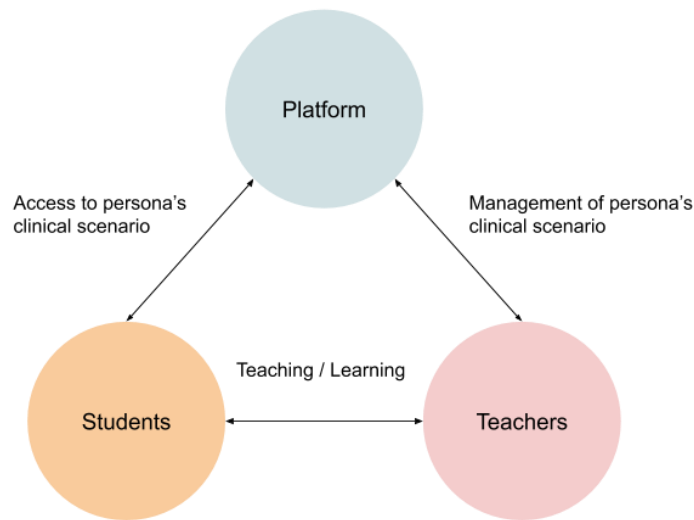 Platform
Access to persona's
clinical scenario
Management of persona's
clinical scenario
Teaching / Learning
Students
Teachers